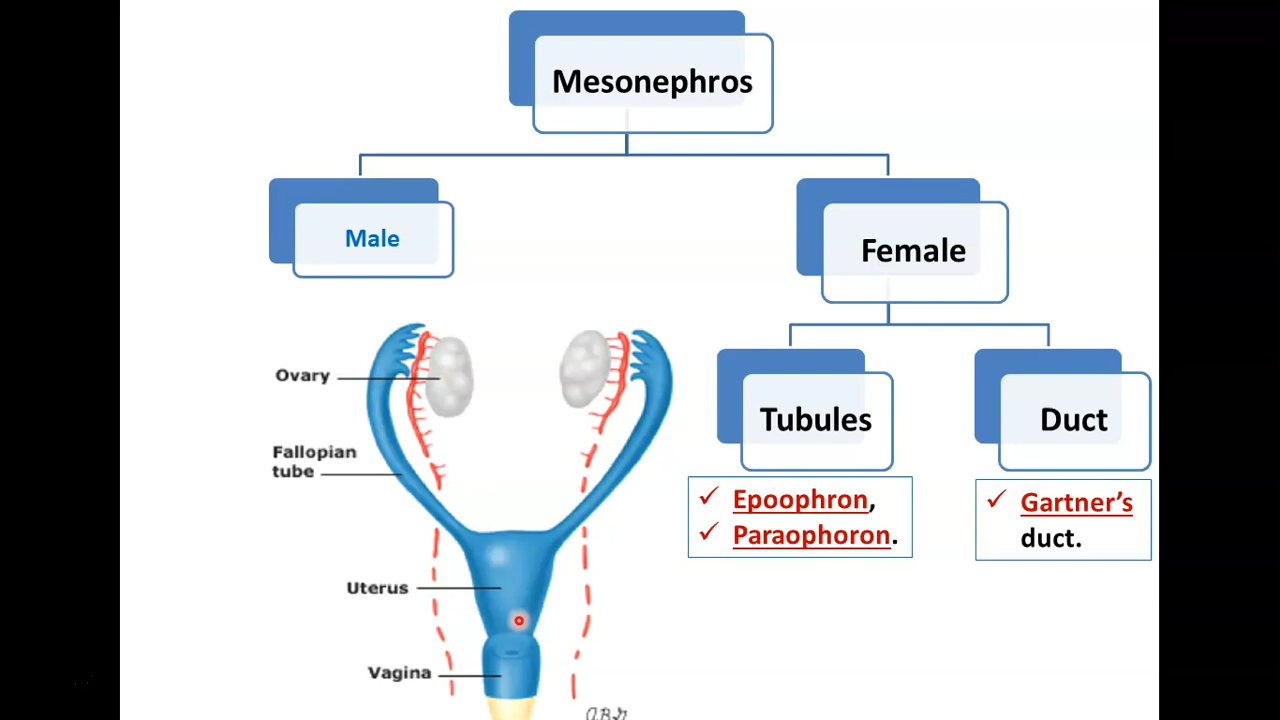 Mesonephros
Male
Female
Ovary
Fallopian
tube
Uterus
Vagina
Tubules
Duct
✓ Epoophron,
✓ Paraophoron.
✓ Gartner’s
duct.